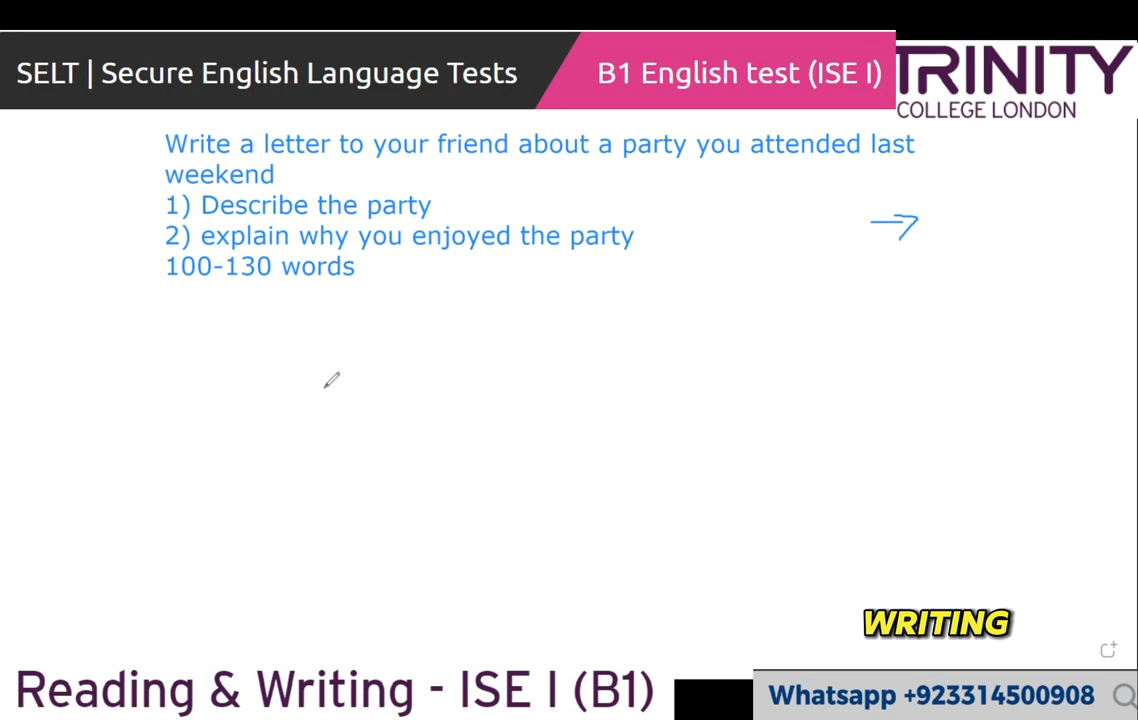 SELT | Secure English Language Tests
B1 English test (ISE I)
TRINITY
COLLEGE LONDON
Write a letter to your friend about a party you attended last
weekend
1) Describe the party
2) explain why you enjoyed the party
100-130 words
WRITING
Reading & Writing - ISE I (B1)
Whatsapp +923314500908